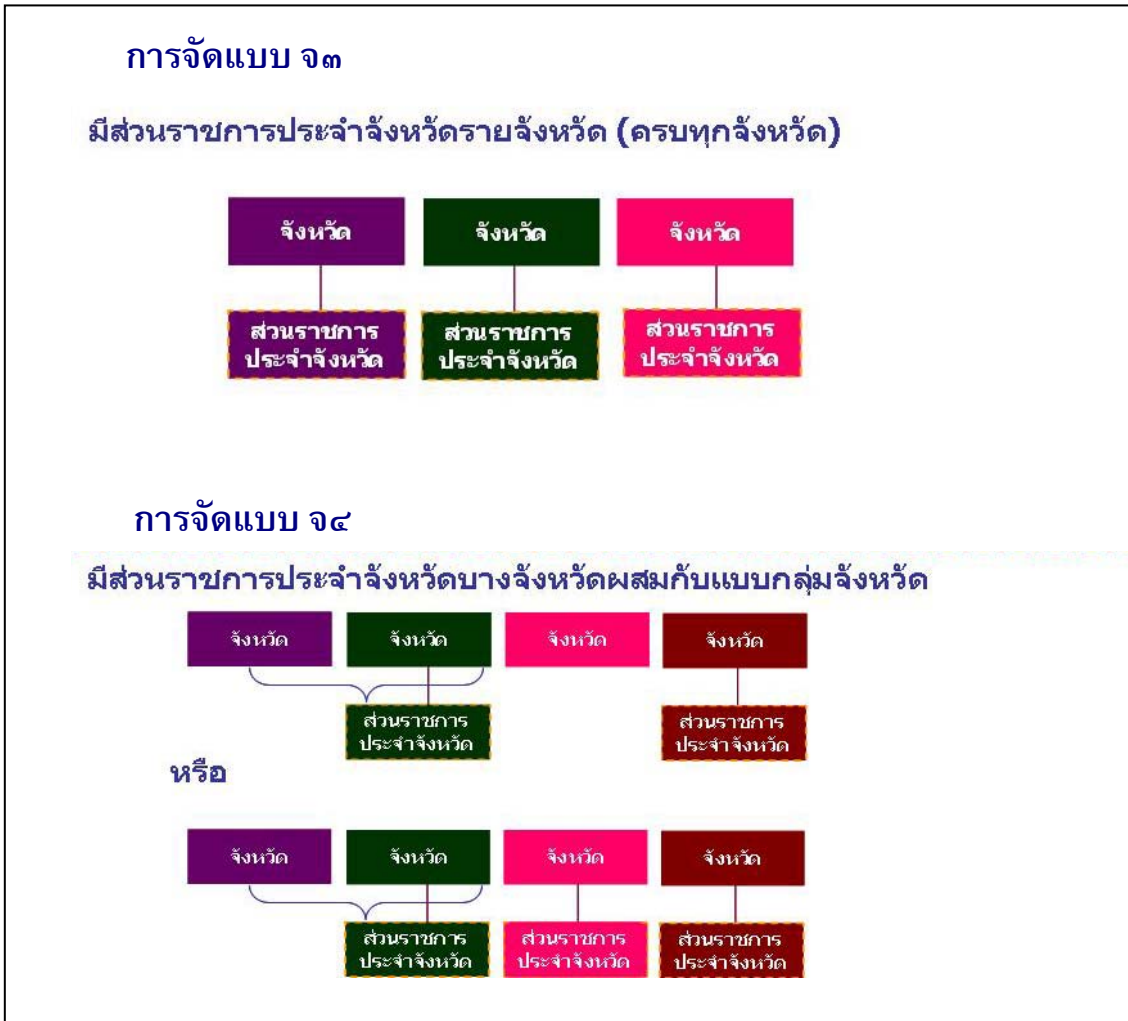 การจัดแบบ จ๓
มีส่วนราชการประจำจังหวัดรายจังหวัด (ครบทุกจังหวัด)
จังหวัด
จังหวัด
จังหวัด
ส่วนราชการ
ประจำจังหวัด
ส่วนราชการ
ประจำจังหวัด
ส่วนราชการ
ประจำจังหวัด
การจัดแบบ จ๔
มีส่วนราชการประจำจังหวัดบางจังหวัดผสมกับแบบกลุ่มจังหวัด
จังหวัด
จังหวัด
จังหวัด
จังหวัด
ส่วนราชการ
ประจำจังหวัด
ส่วนราชการ
ประจำจังหวัด
หรือ
จังหวัด
จังหวัด
จังหวัด
จังหวัด
ส่วนราชการ
ประจำจังหวัด
ส่วนราชการ
ประจำจังหวัด
ส่วนราชการ
ประจำจังหวัด